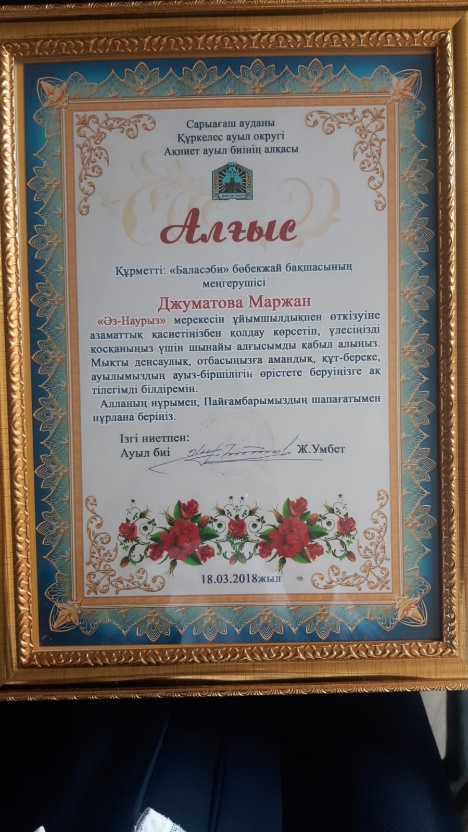 Сарыағаш ауданы
Құркелес ауыл округі
Ақниет ауыл биінің алқасы
Алғыс
Құрметті: «Баласәби» бөбекжай бақшасының
меңгерушісі
Джуматова Маржан
«Әз-Наурыз» мерекесін ұйымшылдықпен өткізуіне
азаматтық қасиетіңізбен қолдау көрсетіп, үлесіңізді
қосқаныңыз үшін шынайы алғысымды қабыл алыңыз.
Мықты денсаулық, отбасыңызға амандық, құт-береке,
ауылымыздың ауыз-біршілігін өрістете беруіңізге ақ
тілегімді білдіремін.
Алланың нұрымен, Пайғамбарымыздың шапағатымен
нұрлана беріңіз.
Ізгі ниетпен:
Ауыл биі Ж.Умбет
18.03.2018жыл